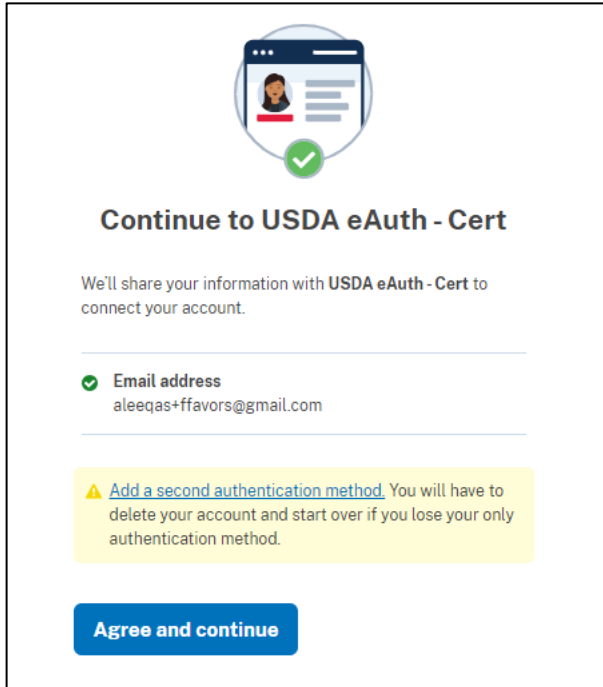 Continue to USDA eAuth - Cert
We'll share your information with USDA eAuth - Cert to
connect your account.
Email address
aleeqas+ffavors@gmail.com
Add a second authentication method. You will have to
delete your account and start over if you lose your only
authentication method.
Agree and continue